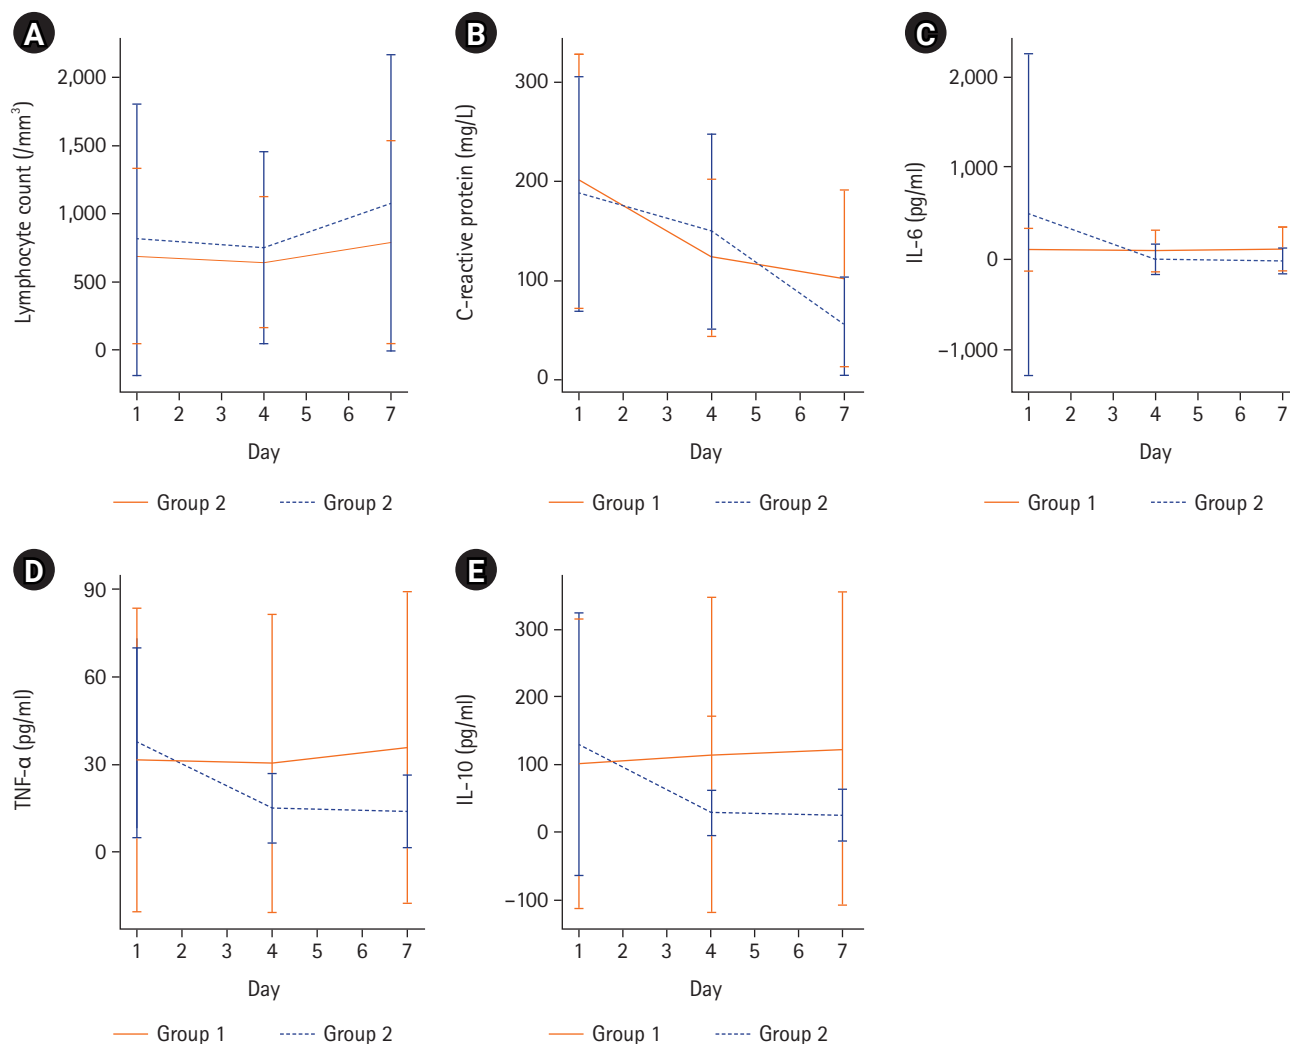 A
Lymphocyte count (/mm³)
2,000
1,500
1,000
500
0
1 2 3 4 5 6 7
Day
Group 2 Group 2
B
C-reactive protein (mg/L)
300
200
100
0
1 2 3 4 5 6 7
Day
Group 1 Group 2
C
IL-6 (pg/ml)
2,000
1,000
0
−1,000
1 2 3 4 5 6 7
Day
Group 1 Group 2
D
TNF-α (pg/ml)
90
60
30
0
1 2 3 4 5 6 7
Day
Group 1 Group 2
E
IL-10 (pg/ml)
300
200
100
0
−100
1 2 3 4 5 6 7
Day
Group 1 Group 2